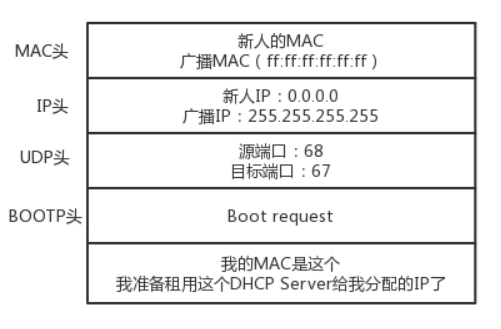 MAC头
新人的MAC
广播MAC（ff:ff:ff:ff:ff:ff）
IP头
新人IP：0.0.0.0
广播IP：255.255.255.255
UDP头
源端口：68
目标端口：67
BOOTP头
Boot request
我的MAC是这个
我准备租用这个DHCP Server给我分配的IP了